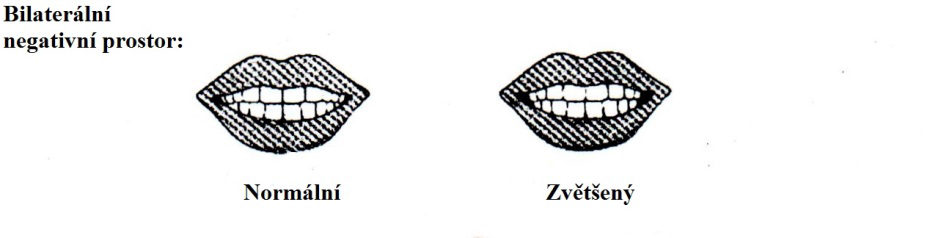 Bilaterální
negativní prostor:
Normální
Zvětšený